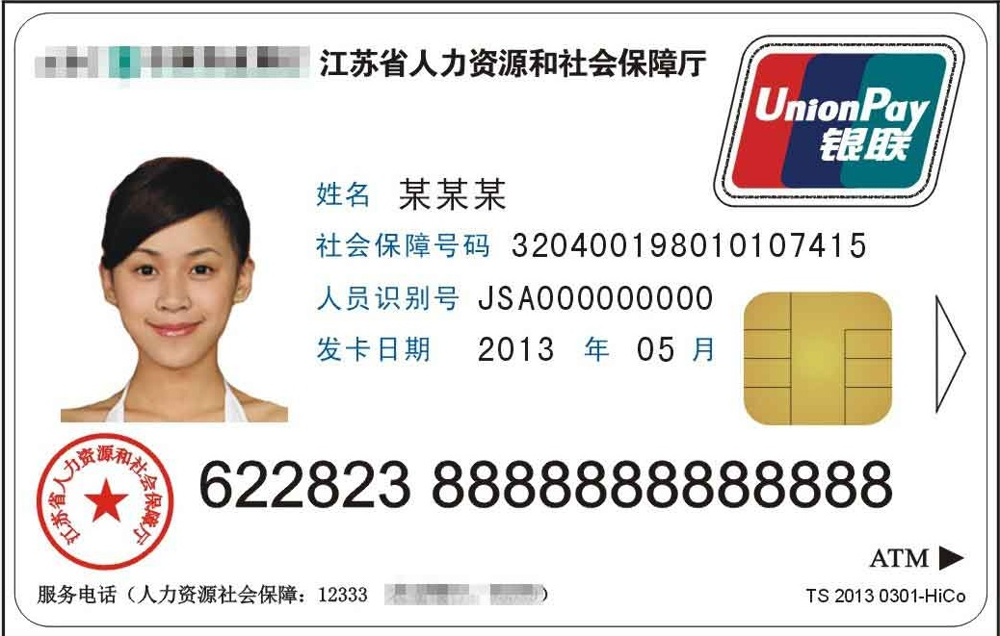 江苏省人力资源和社会保障厅
UnionPay
银联
姓名 某某某
社会保障号码 320400198010107415
人员识别号 JSA000000000
发卡日期 2013 年 05 月
江苏省人力资源和社会保障厅
622823 8888888888888
ATM
服务电话（人力资源社会保障：12333 ）
TS 2013 0301-HiCo